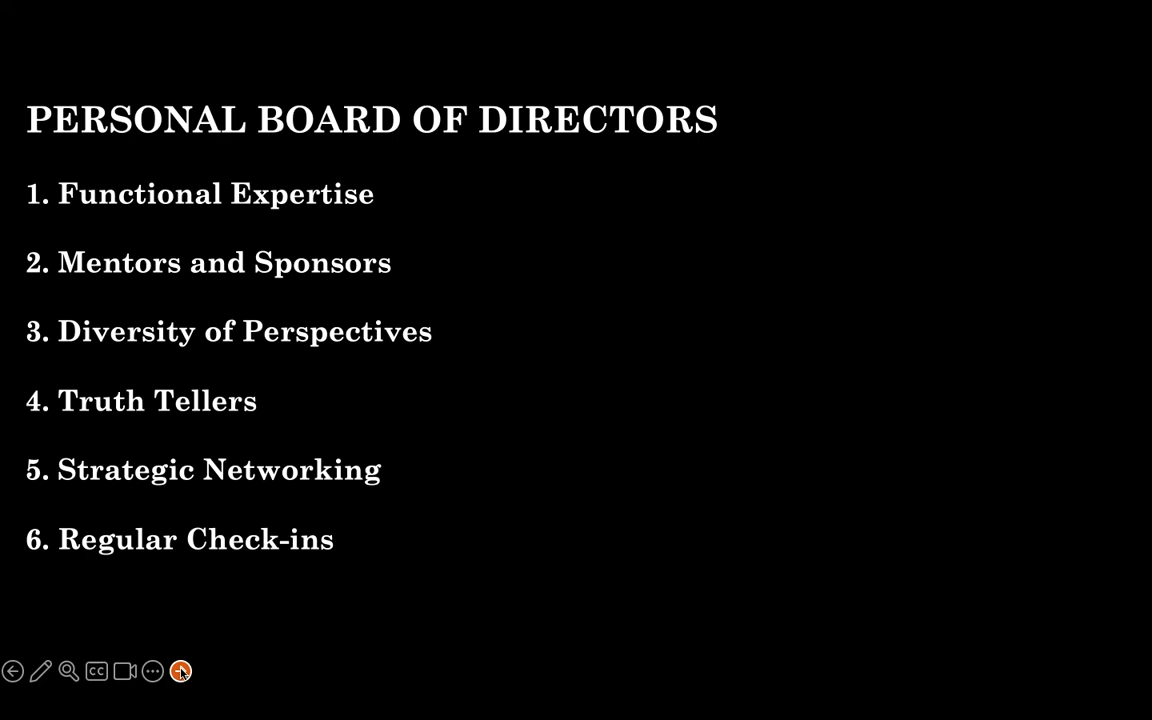 PERSONAL BOARD OF DIRECTORS
1. Functional Expertise
2. Mentors and Sponsors
3. Diversity of Perspectives
4. Truth Tellers
5. Strategic Networking
6. Regular Check-ins
CC